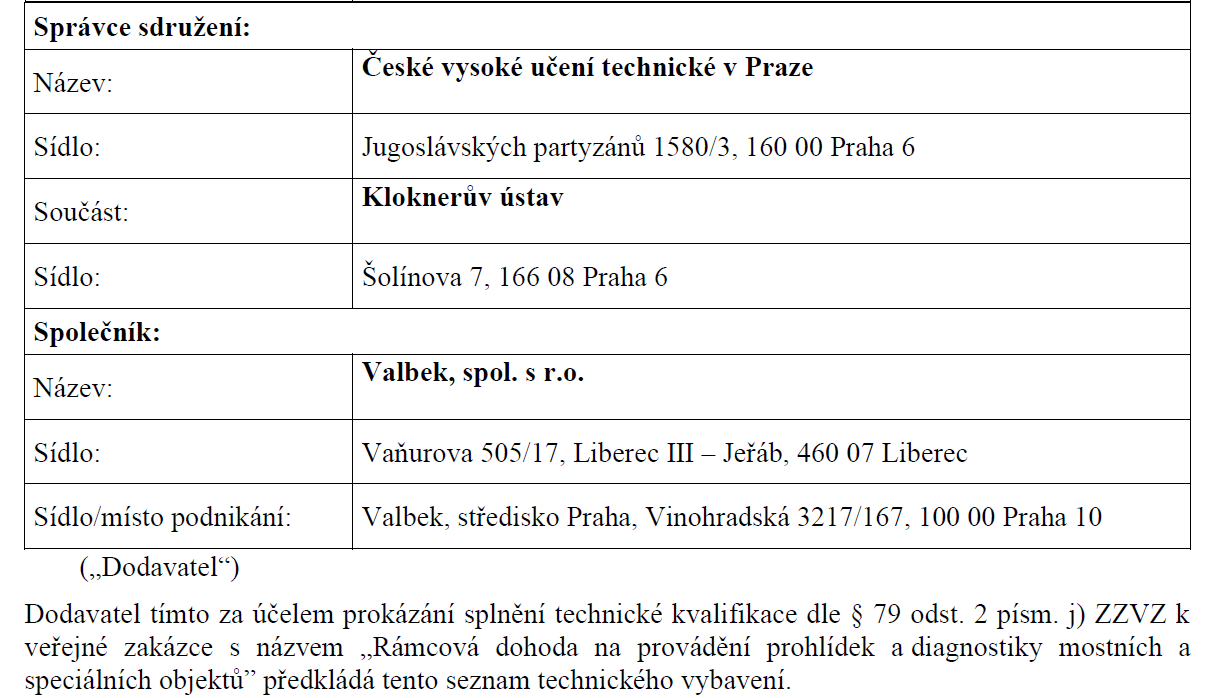 Správce sdružení:
Název:
České vysoké učení technické v Praze
Sídlo:
Jugoslávských partyzánů 1580/3, 160 00 Praha 6
Součást:
Kloknerův ústav
Sídlo:
Šolínova 7, 166 08 Praha 6
Společník:
Název:
Valbek, spol. s r.o.
Sídlo:
Vaňurova 505/17, Liberec III – Jeřáb, 460 07 Liberec
Sídlo/místo podnikání:
Valbek, středisko Praha, Vinohradská 3217/167, 100 00 Praha 10
(„Dodavatel“)
Dodavatel tímto za účelem prokázání splnění technické kvalifikace dle § 79 odst. 2 písm. j) ZZVZ k
veřejné zakázce s názvem „Rámcová dohoda na provádění prohlídek a diagnostiky mostních a
speciálních objektů” předkládá tento seznam technického vybavení.